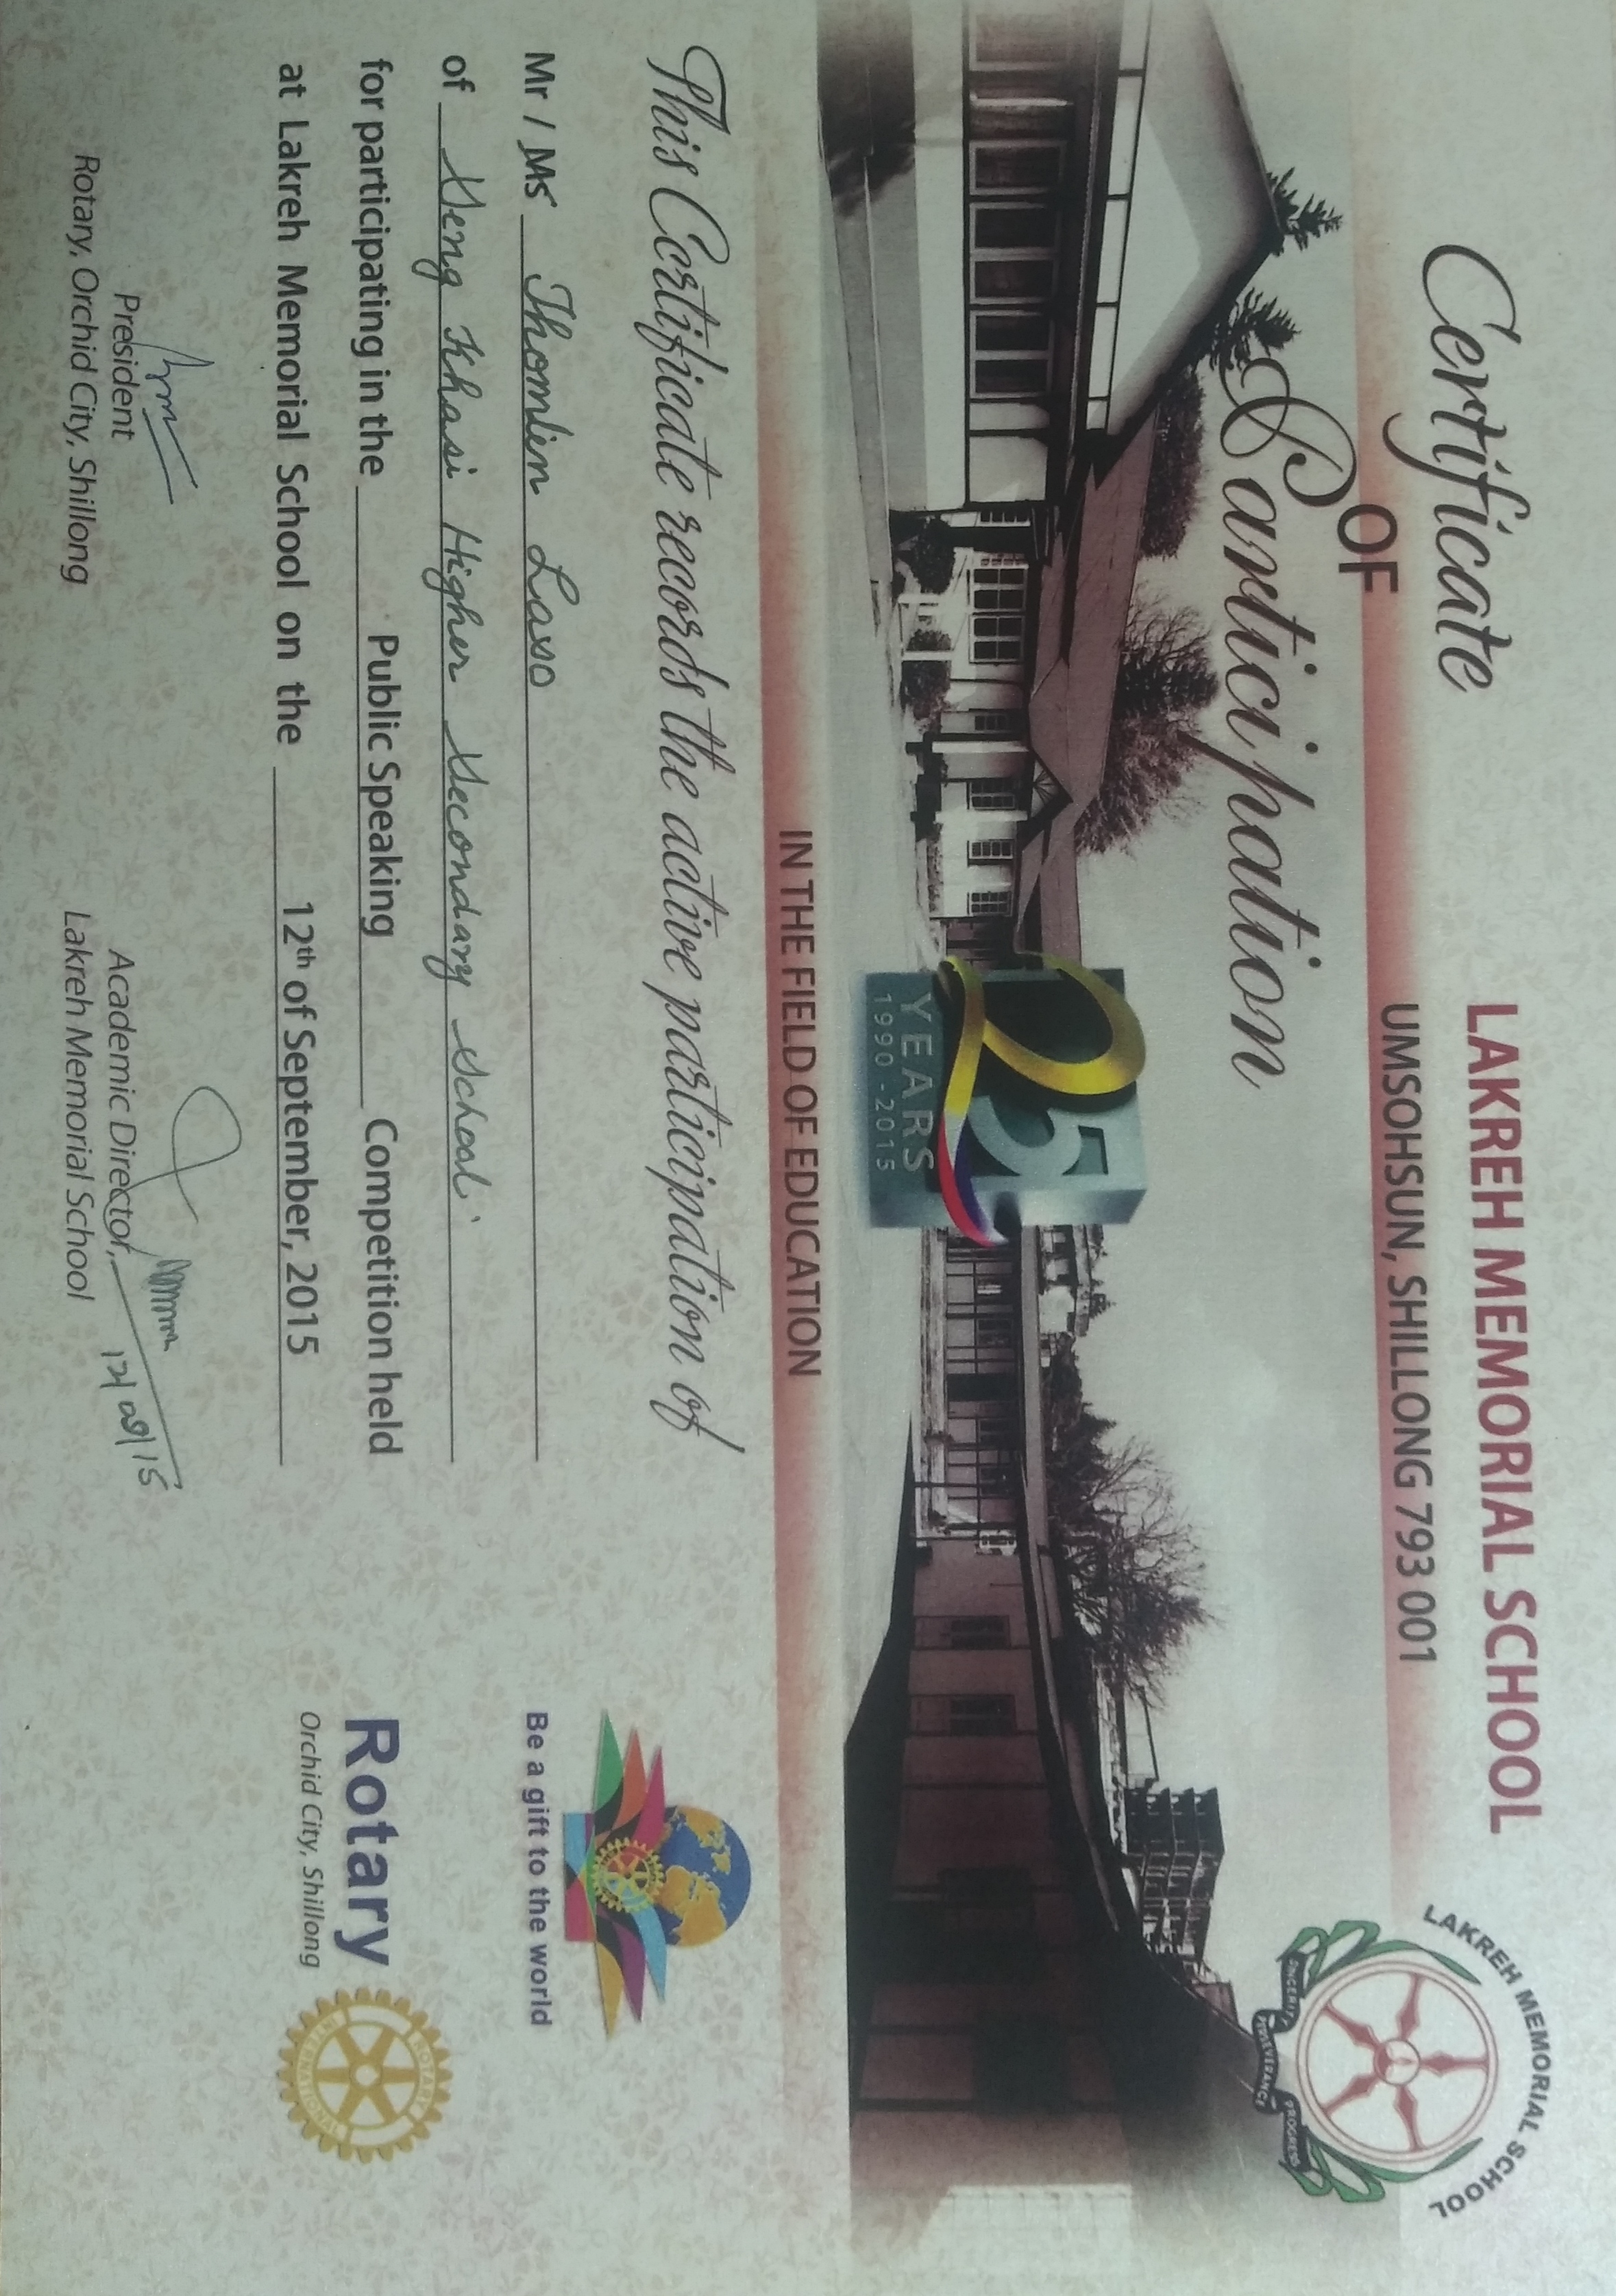 Certificate
OF
Participation
LAKREH MEMORIAL SCHOOL
UMSOHSUN, SHILLONG 793 001
LAKREH MEMORIAL SCHOOL
SINCERITY PERSEVERANCE PROGRESS
25
YEARS
1990 - 2015
IN THE FIELD OF EDUCATION
This Certificate records the active participation of
Mr / Ms Thomlin Laso
of Seng Khasi Higher Secondary School
for participating in the Public Speaking Competition held
at Lakreh Memorial School on the 12th of September, 2015
Be a gift to the world
Rotary
Orchid City, Shillong
ROTARY
INTERNATIONAL
President
Rotary, Orchid City, Shillong
Academic Director,
Lakreh Memorial School
12/09/15